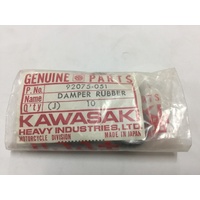 GENUINE PARTS
P. No. 92075-051
Name DAMPER RUBBER
Q'ty (J) 10
KAWASAKI
HEAVY INDUSTRIES, LTD.
MOTORCYCLE DIVISION MADE IN JAPAN